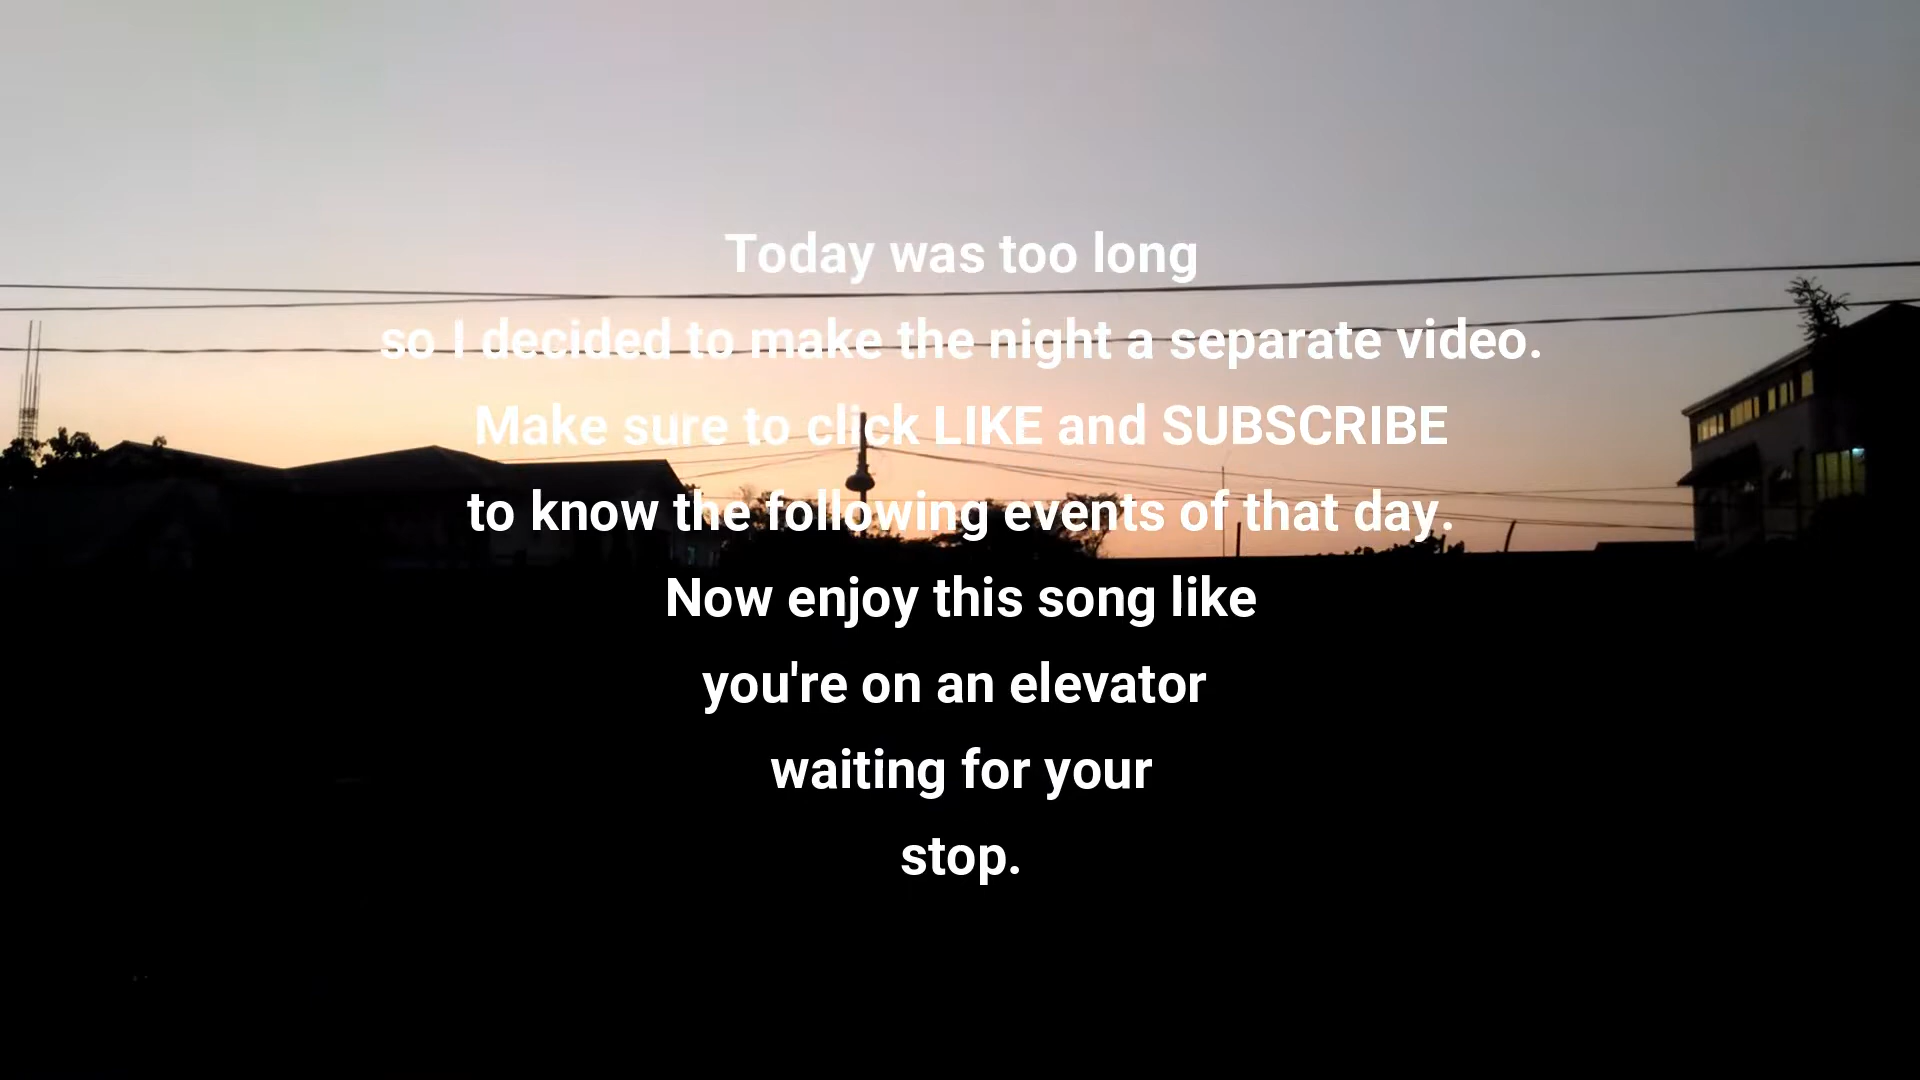 Today was too long
so I decided to make the night a separate video.
Make sure to click LIKE and SUBSCRIBE
to know the following events of that day.
Now enjoy this song like
you're on an elevator
waiting for your
stop.